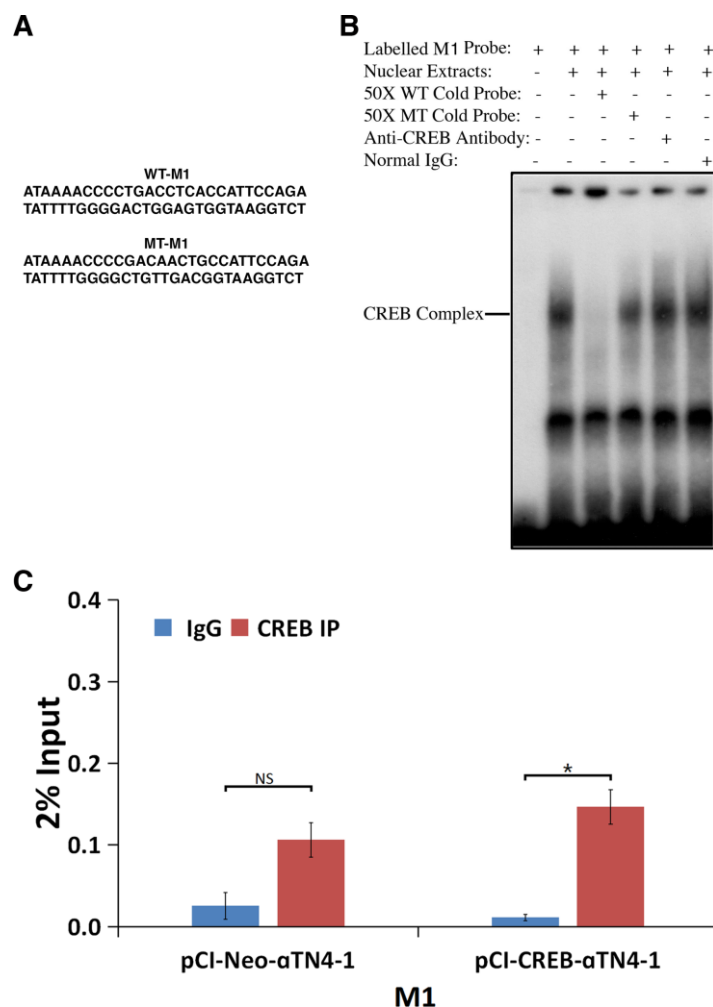 A
WT-M1
ATAAAACCCCTGACCTCACCATTCCAGA
TATTTTGGGGACTGGAGTGGTAAGGTCT
MT-M1
ATAAAACCCCGACAACTGCCATTCCAGA
TATTTTGGGGCTGTTGACGGTAAGGTCT
B
Labelled M1 Probe: + + + + + +
Nuclear Extracts: - + + + + +
50X WT Cold Probe: - - + - - -
50X MT Cold Probe: - - - + - -
Anti-CREB Antibody: - - - - + -
Normal IgG: - - - - - +
CREB Complex
C
0.4
0.3
0.2
0.1
0.0
2% Input
IgG CREB IP
NS
*
pCI-Neo-αTN4-1 pCI-CREB-αTN4-1
M1